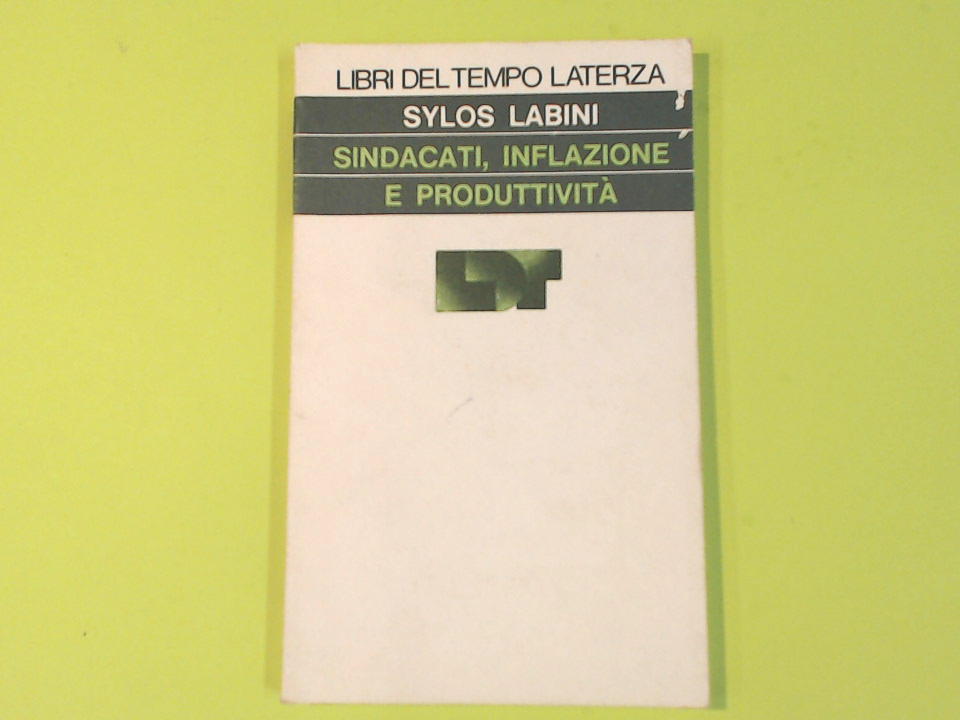 LIBRI DEL TEMPO LATERZA
SYLOS LABINI
SINDACATI, INFLAZIONE
E PRODUTTIVITÀ
LDT